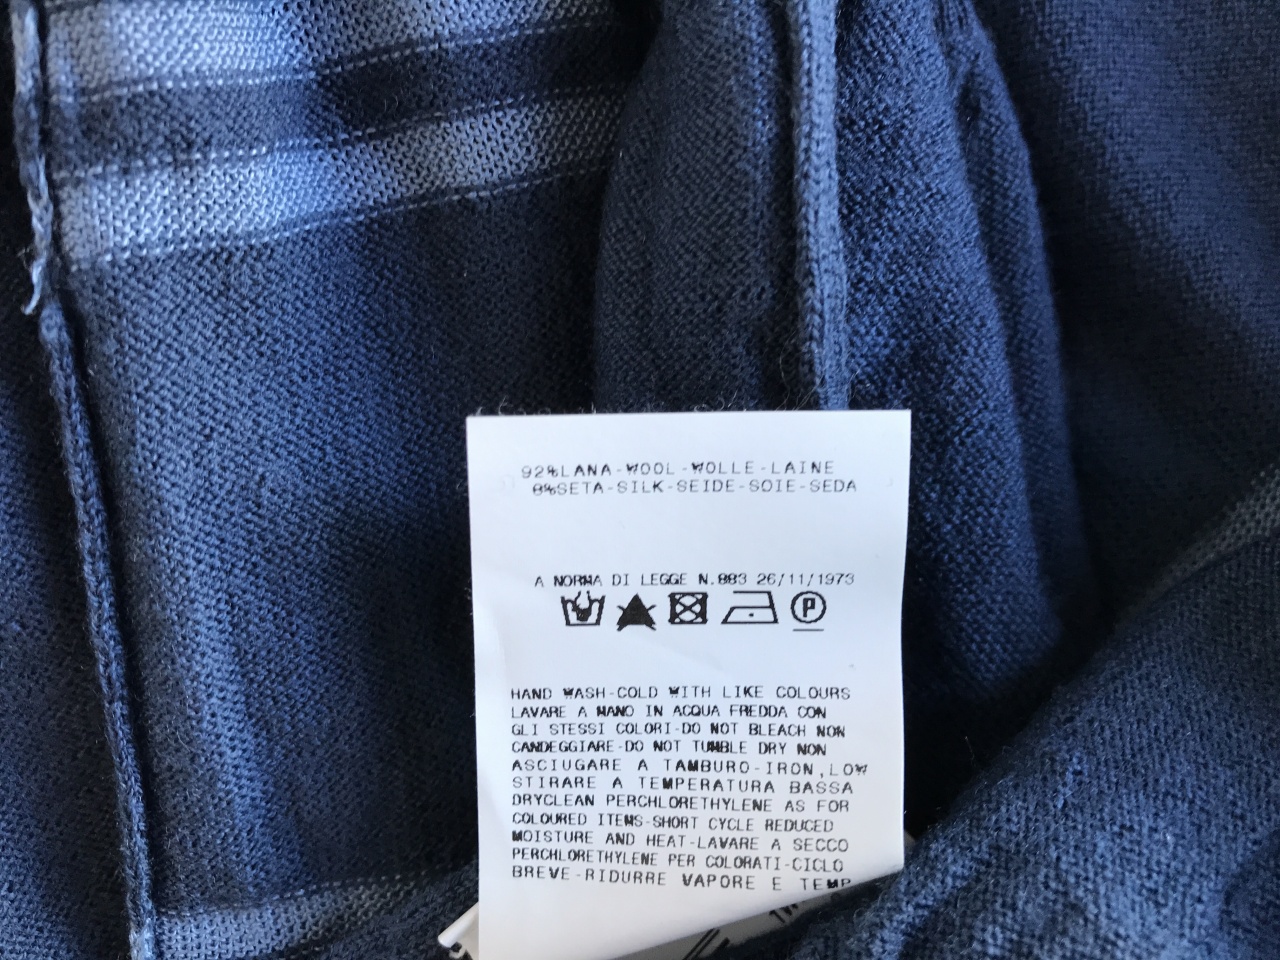 92%LANA-WOOL-WOLLE-LAINE
8%SETA-SILK-SEIDE-SOIE-SEDA
A NORMA DI LEGGE N.883 26/11/1973
P
HAND WASH-COLD WITH LIKE COLOURS
LAVARE A MANO IN ACQUA FREDDA CON
GLI STESSI COLORI-DO NOT BLEACH NON
CANDEGGIARE-DO NOT TUMBLE DRY NON
ASCIUGARE A TAMBURO-IRON,LOW
STIRARE A TEMPERATURA BASSA
DRYCLEAN PERCHLORETHYLENE AS FOR
COLOURED ITEMS-SHORT CYCLE REDUCED
MOISTURE AND HEAT-LAVARE A SECCO
PERCHLORETHYLENE PER COLORATI-CICLO
BREVE-RIDURRE VAPORE E TEMP